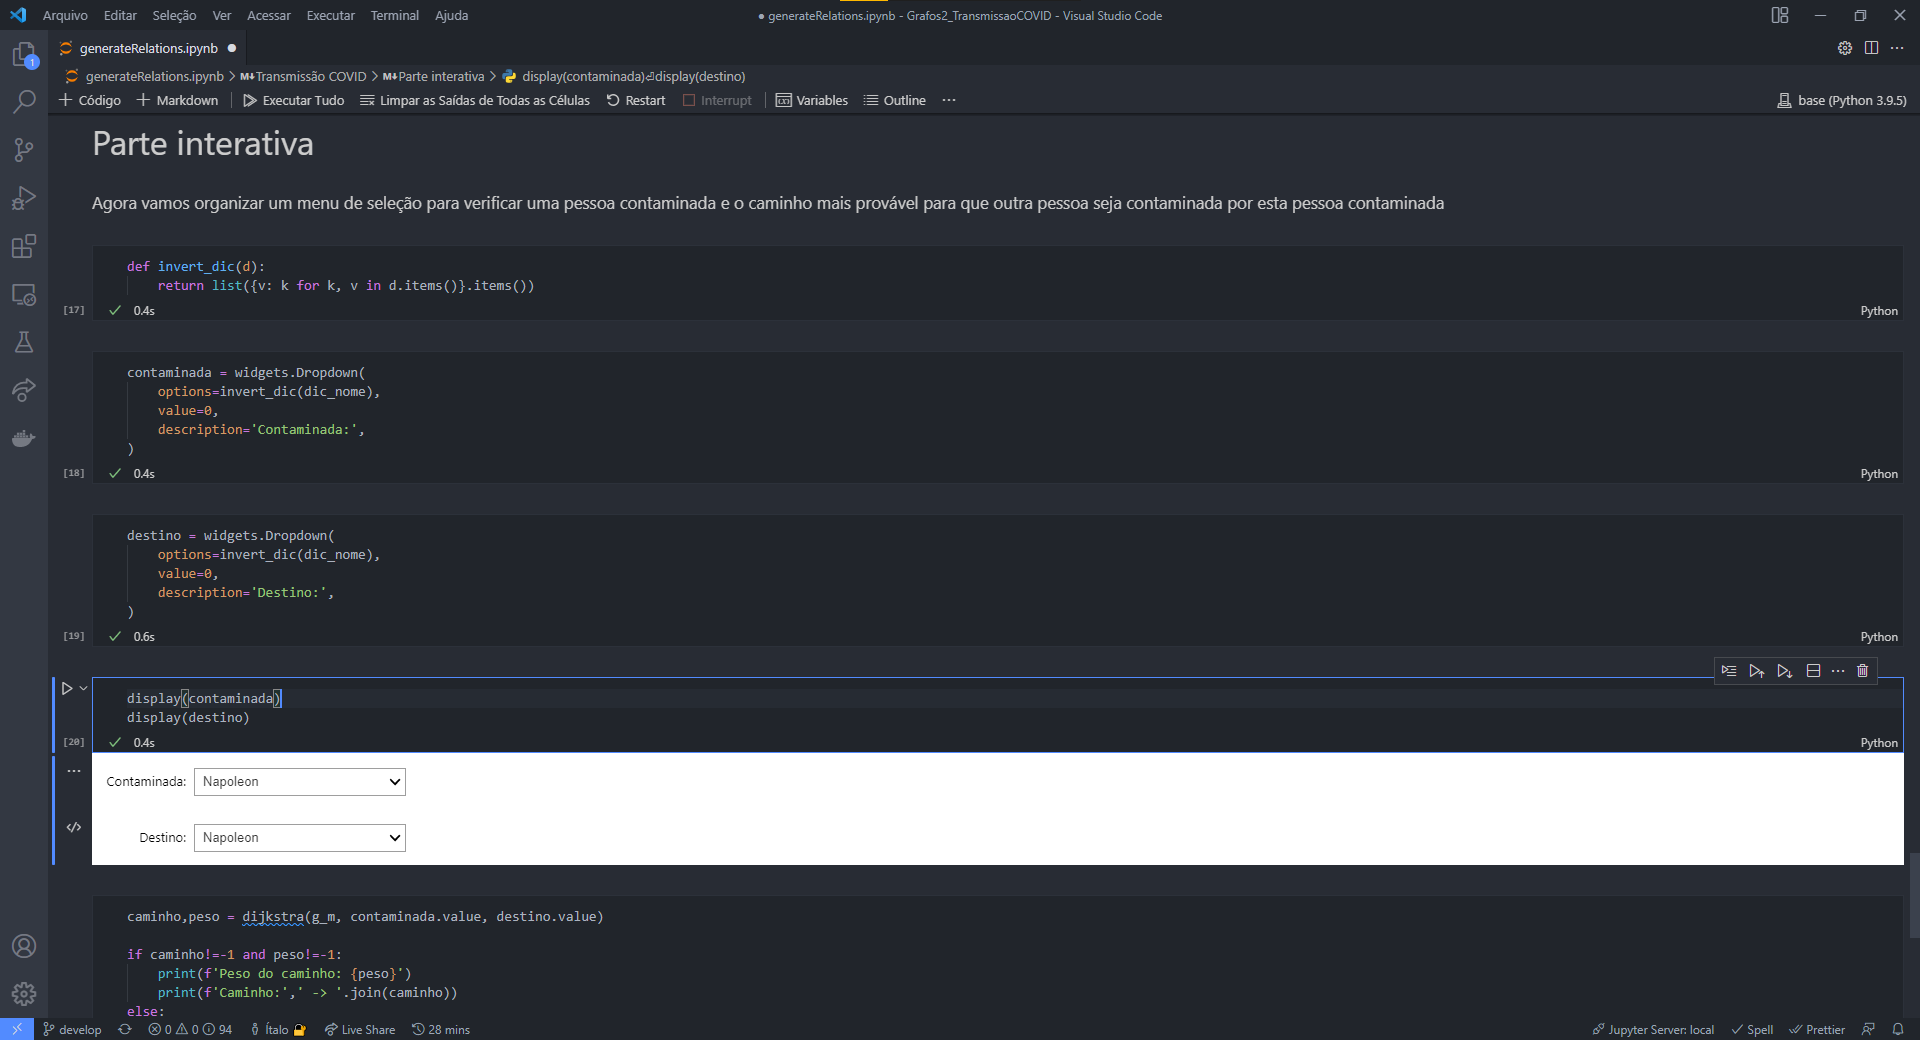 Arquivo Editar Seleção Ver Acessar Executar Terminal Ajuda
● generateRelations.ipynb - Grafos2_TransmissaoCOVID - Visual Studio Code
generateRelations.ipynb ●
1
generateRelations.ipynb > M↓Transmissão COVID > M↓Parte interativa > display(contaminada)⏎display(destino)
+ Código + Markdown | Executar Tudo Limpar as Saídas de Todas as Células Restart Interrupt | Variables Outline ···
base (Python 3.9.5)
Parte interativa
Agora vamos organizar um menu de seleção para verificar uma pessoa contaminada e o caminho mais provável para que outra pessoa seja contaminada por esta pessoa contaminada
def invert_dic(d):
    return list({v: k for k, v in d.items()}.items())
[17] ✓ 0.4s Python
contaminada = widgets.Dropdown(
    options=invert_dic(dic_nome),
    value=0,
    description='Contaminada:',
)
[18] ✓ 0.4s Python
destino = widgets.Dropdown(
    options=invert_dic(dic_nome),
    value=0,
    description='Destino:',
)
[19] ✓ 0.6s Python
display(contaminada)
display(destino)
[20] ✓ 0.4s Python
Contaminada: Napoleon
Destino: Napoleon
caminho,peso = dijkstra(g_m, contaminada.value, destino.value)
if caminho!=-1 and peso!=-1:
    print(f'Peso do caminho: {peso}')
    print(f'Caminho:',' -> '.join(caminho))
else:
develop 0 0 94 Ítalo Live Share 28 mins
Jupyter Server: local Spell Prettier